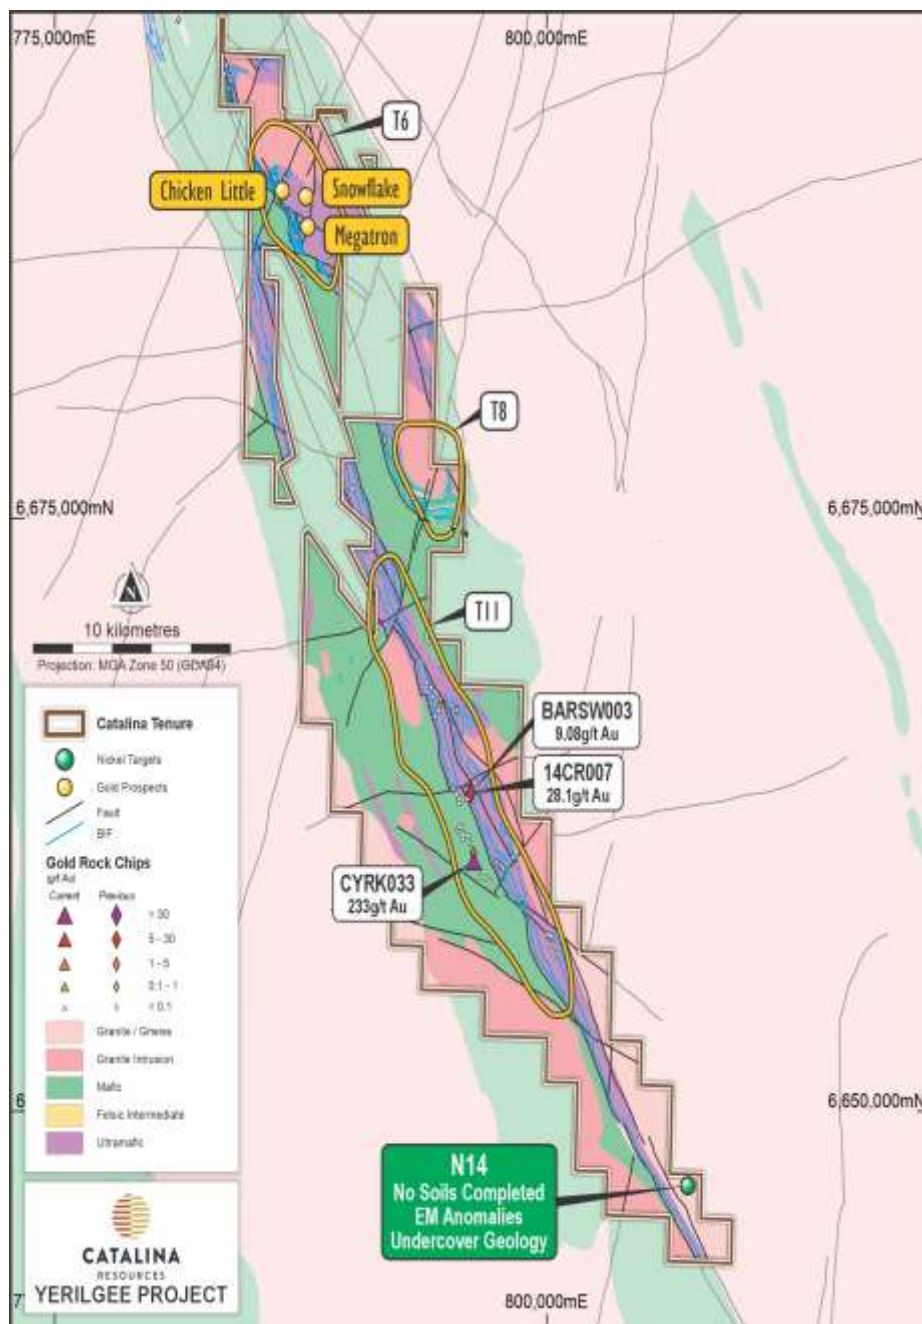 775,000mE
800,000mE
T6
Chicken Little
Snowflake
Megatron
T8
6,675,000mN
6,675,000mN
N
10 kilometres
Projection: MGA Zone 50 (GDA94)
T11
BARSW003
9.08g/t Au
14CR007
28.1g/t Au
CYRK033
233g/t Au
Catalina Tenure
Nickel Targets
Gold Prospects
Fault
BIF
Gold Rock Chips
g/t Au
Current Previous
> 30
5 - 30
1 - 5
0.1 - 1
< 0.1
Granite / Gneiss
Granite Intrusion
Mafic
Felsic Intermediate
Ultramafic
6,650,000mN
N14
No Soils Completed
EM Anomalies
Undercover Geology
CATALINA
RESOURCES
YERILGEE PROJECT
800,000mE